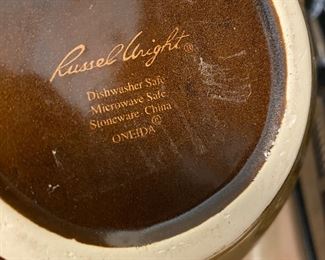 Russel Wright ®
Dishwasher Safe
Microwave Safe
Stoneware-China
ONEIDA®